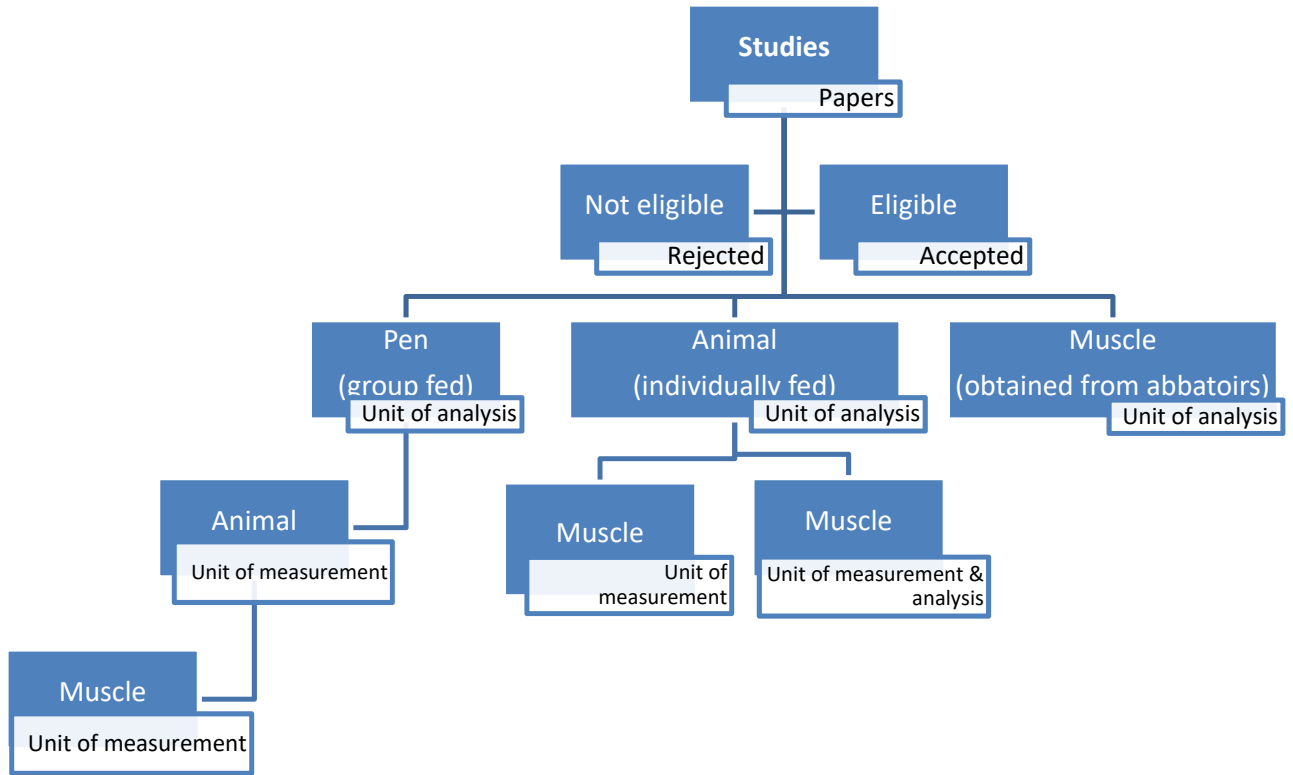 Studies
Papers
Not eligible
Rejected
Eligible
Accepted
Pen
(group fed)
Unit of analysis
Animal
(individually fed)
Unit of analysis
Muscle
(obtained from abbatoirs)
Unit of analysis
Animal
Unit of measurement
Muscle
Unit of
measurement
Muscle
Unit of measurement &
analysis
Muscle
Unit of measurement